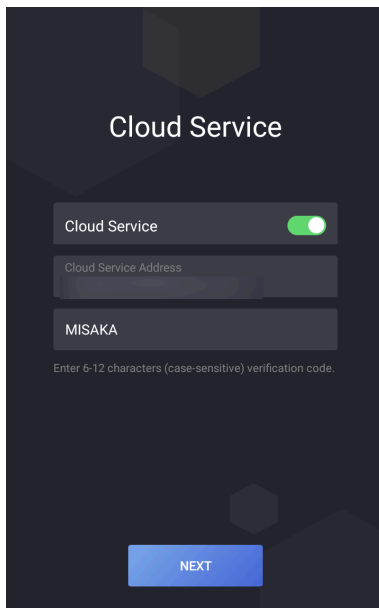 Cloud Service
Cloud Service
Cloud Service Address
MISAKA
Enter 6-12 characters (case-sensitive) verification code.
NEXT